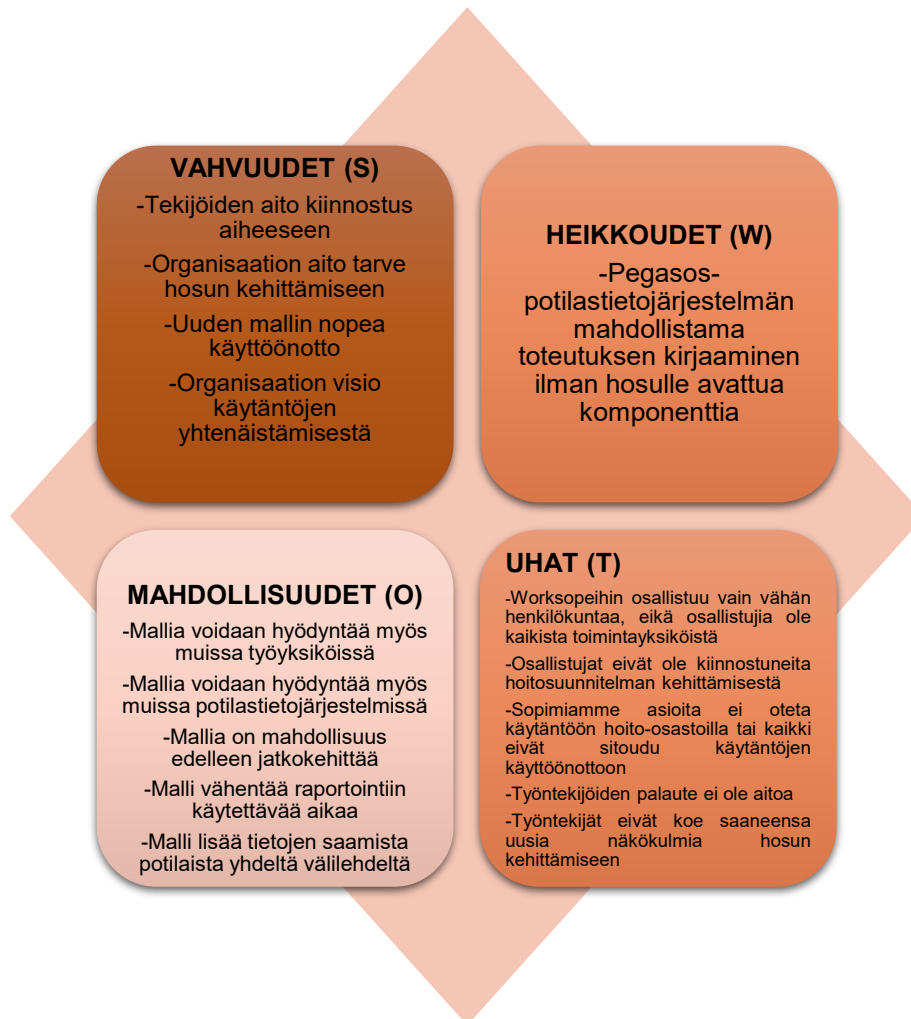 VAHVUUDET (S)
-Tekijöiden aito kiinnostus
aiheeseen
-Organisaation aito tarve
hosun kehittämiseen
-Uuden mallin nopea
käyttöönotto
-Organisaation visio
käytäntöjen
yhtenäistämisestä
HEIKKOUDET (W)
-Pegasos-
potilastietojärjestelmän
mahdollistama
toteutuksen kirjaaminen
ilman hosulle avattua
komponenttia
MAHDOLLISUUDET (O)
-Mallia voidaan hyödyntää myös
muissa työyksiköissä
-Mallia voidaan hyödyntää myös
muissa potilastietojärjestelmissä
-Mallia on mahdollisuus
edelleen jatkokehittää
-Malli vähentää raportointiin
käytettävää aikaa
-Malli lisää tietojen saamista
potilaista yhdeltä välilehdeltä
UHAT (T)
-Worksopeihin osallistuu vain vähän
henkilökuntaa, eikä osallistujia ole
kaikista toimintayksiköistä
-Osallistujat eivät ole kiinnostuneita
hoitosuunnitelman kehittämisestä
-Sopimiamme asioita ei oteta
käytäntöön hoito-osastoilla tai kaikki
eivät sitoudu käytäntöjen
käyttöönottoon
-Työntekijöiden palaute ei ole aitoa
-Työntekijät eivät koe saaneensa
uusia näkökulmia hosun
kehittämiseen